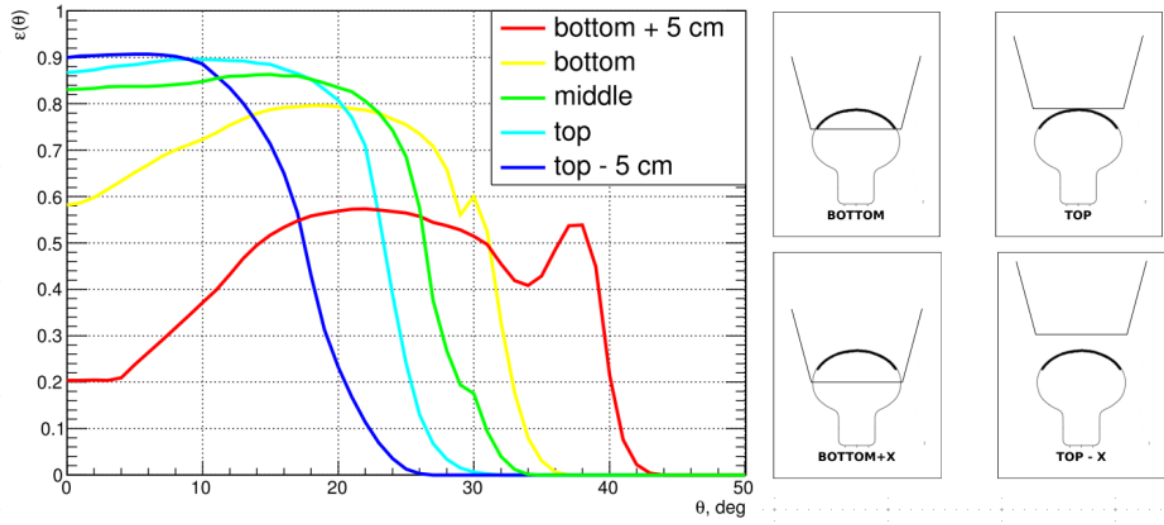 ε(θ)
1
0.9
0.8
0.7
0.6
0.5
0.4
0.3
0.2
0.1
0
0 10 20 30 40 50
θ, deg
bottom + 5 cm
bottom
middle
top
top - 5 cm
BOTTOM
TOP
BOTTOM+X
TOP - X